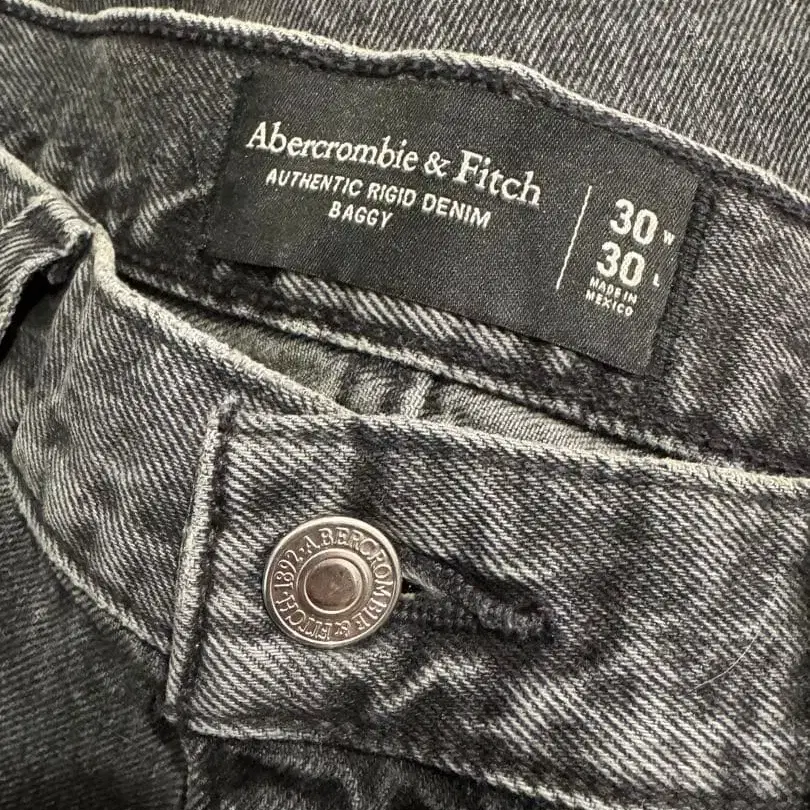 Abercrombie & Fitch
AUTHENTIC RIGID DENIM
BAGGY
30 W
30 L
MADE IN
MEXICO
·1892·ABERCROMBIE & FITCH